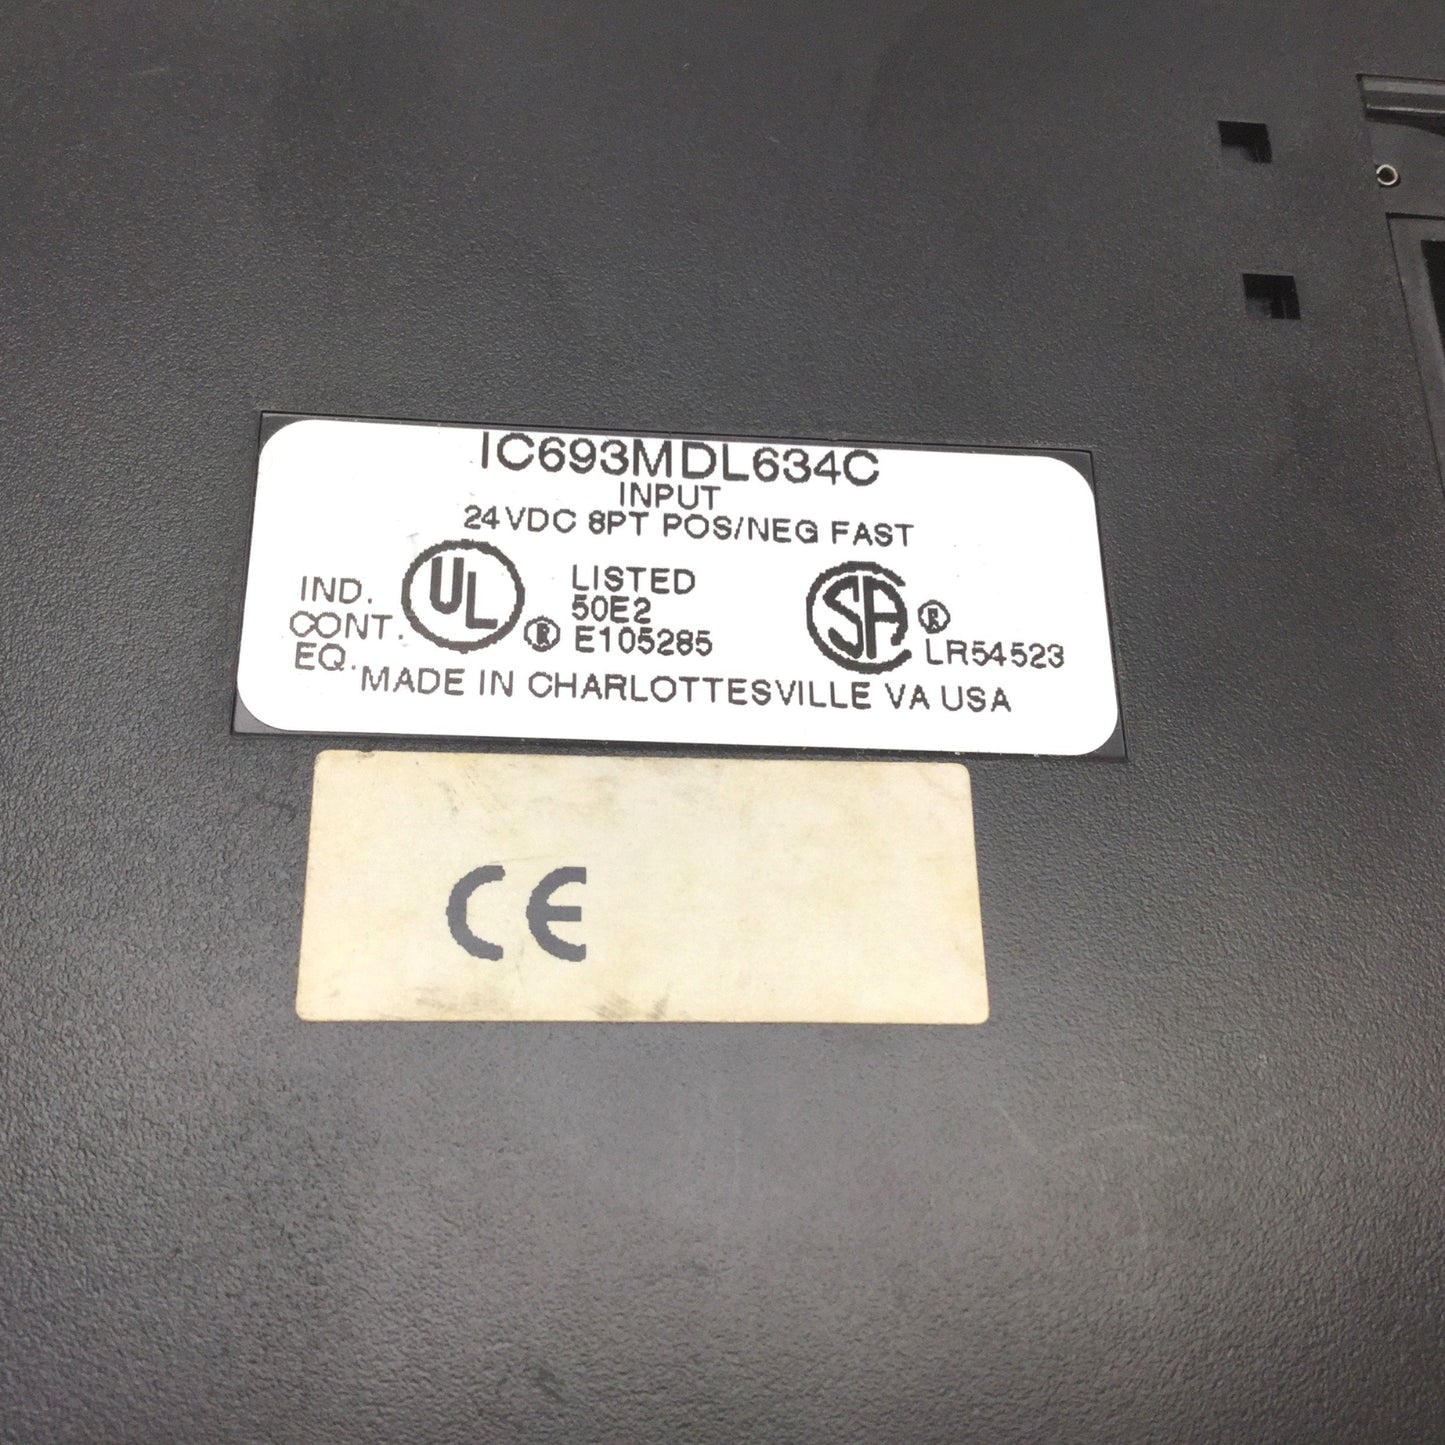 IC693MDL634C
INPUT
24VDC 8PT POS/NEG FAST
IND.
CONT.
EQ.
UL
®
LISTED
50E2
E105285
SA
®
LR54523
MADE IN CHARLOTTESVILLE VA USA
CE